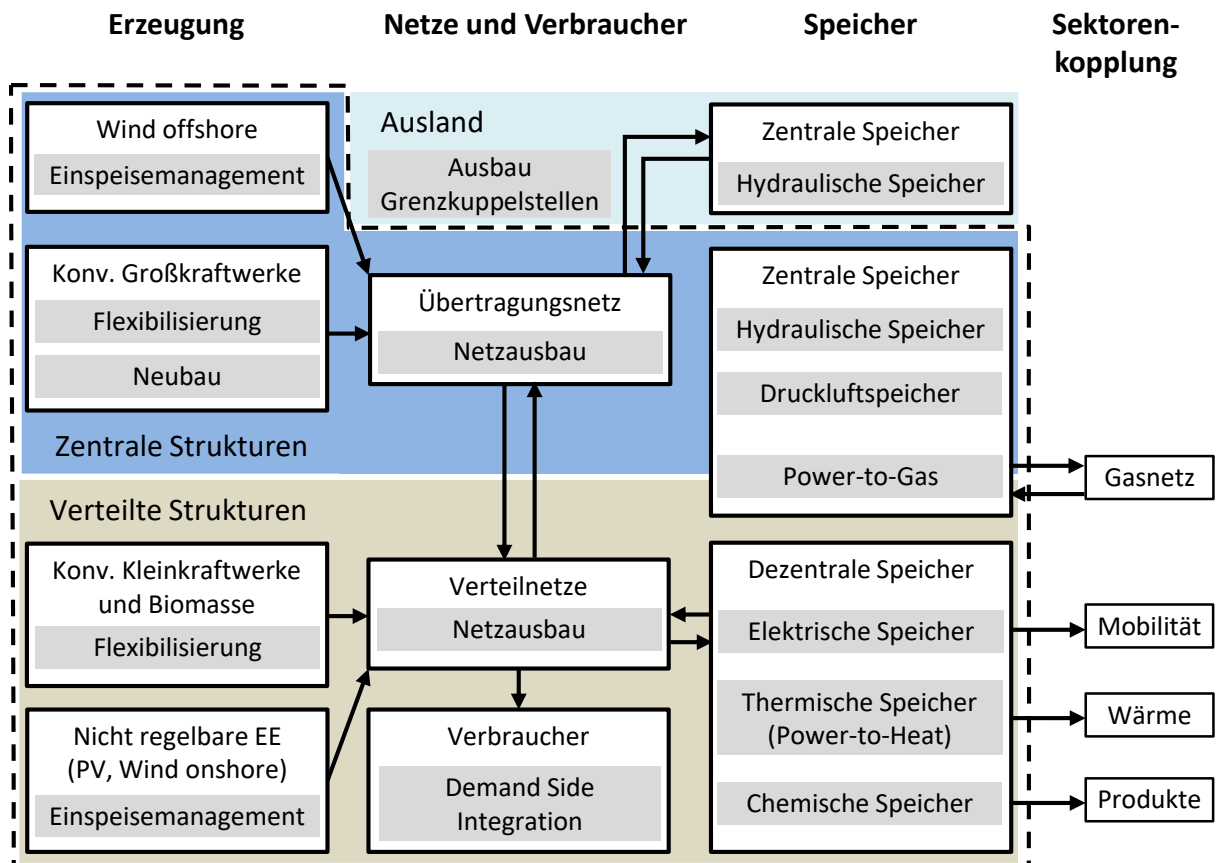 Erzeugung
Netze und Verbraucher
Speicher
Sektoren-
kopplung
Wind offshore
Einspeisemanagement
Ausland
Ausbau
Grenzkuppelstellen
Zentrale Speicher
Hydraulische Speicher
Konv. Großkraftwerke
Flexibilisierung
Neubau
Zentrale Strukturen
Übertragungsnetz
Netzausbau
Zentrale Speicher
Hydraulische Speicher
Druckluftspeicher
Power-to-Gas
Gasnetz
Verteilte Strukturen
Konv. Kleinkraftwerke
und Biomasse
Flexibilisierung
Verteilnetze
Netzausbau
Dezentrale Speicher
Elektrische Speicher
Mobilität
Thermische Speicher
(Power-to-Heat)
Wärme
Chemische Speicher
Produkte
Nicht regelbare EE
(PV, Wind onshore)
Einspeisemanagement
Verbraucher
Demand Side
Integration